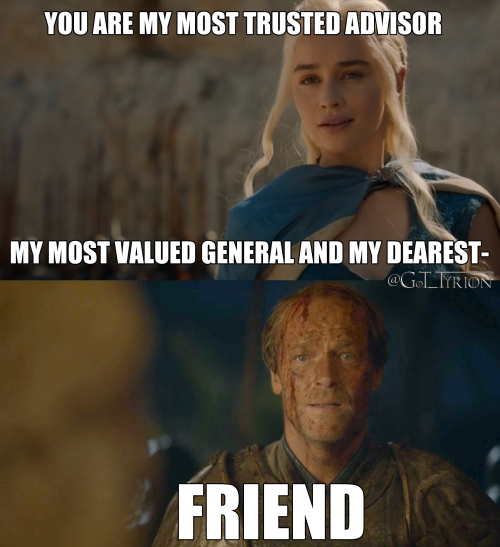 YOU ARE MY MOST TRUSTED ADVISOR
MY MOST VALUED GENERAL AND MY DEAREST-
@GoT_TYRION
FRIEND